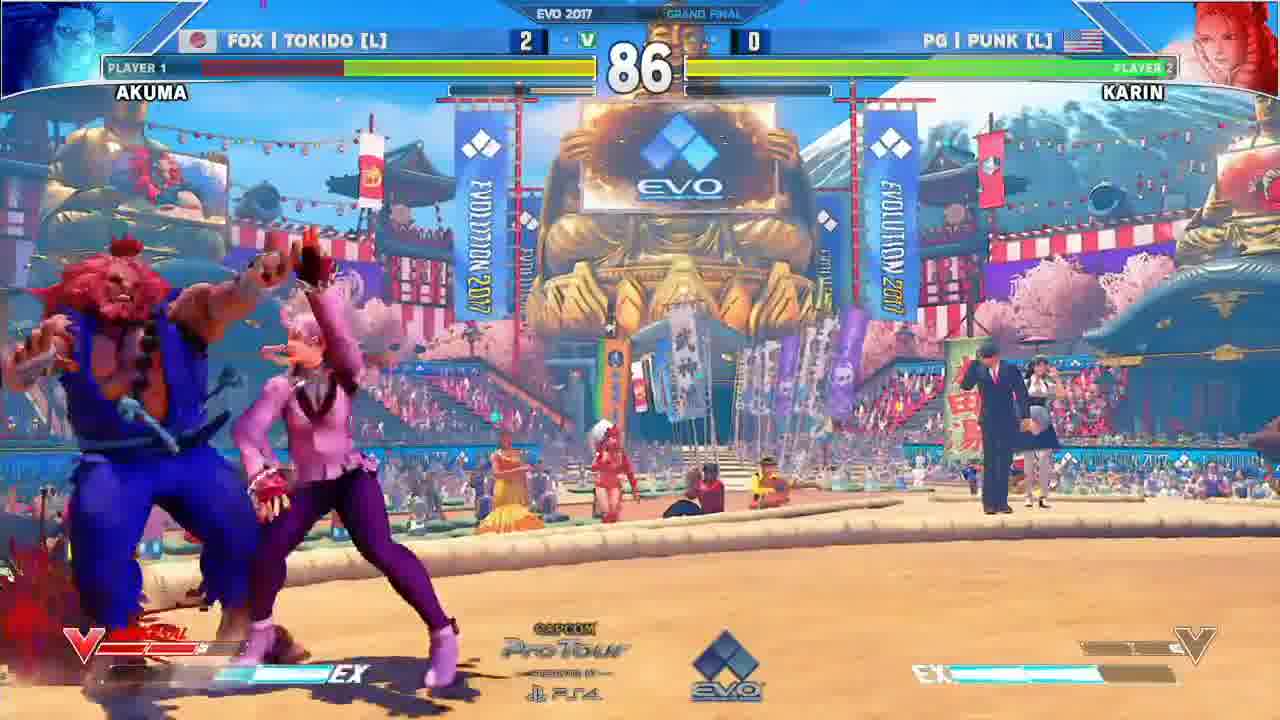 EVO 2017 GRAND FINAL
FOX | TOKIDO [L] 2 V 86 0 PG | PUNK [L]
PLAYER 1 PLAYER 2
AKUMA KARIN
EVO
EVOLUTION 2017
EVOLUTION 2017
EX
EX
CAPCOM
Pro Tour
PS4
EVO